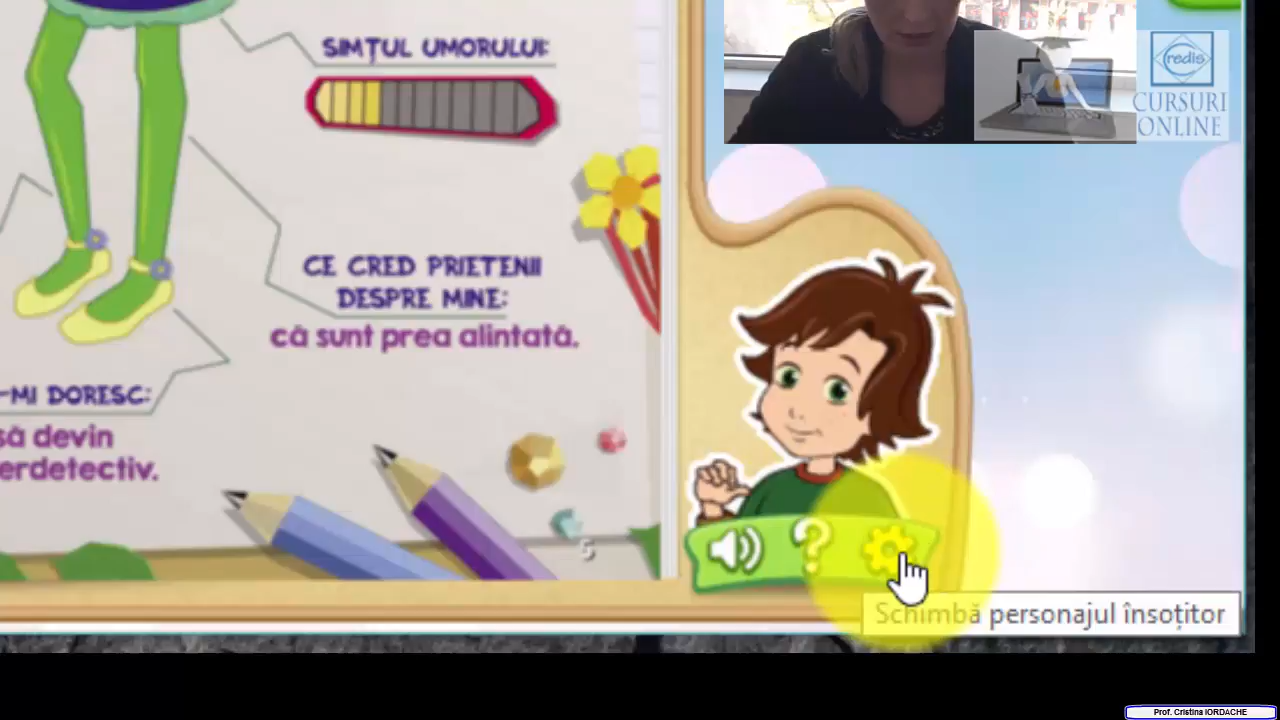 SIMȚUL UMORULUI:
redis
CURSURI
ONLINE
CE CRED PRIETENII
DESPRE MINE:
că sunt prea alintată.
-MI DORESC:
să devin
erdetectiv.
?
5
Schimbă personajul însoțitor
Prof. Cristina IORDACHE